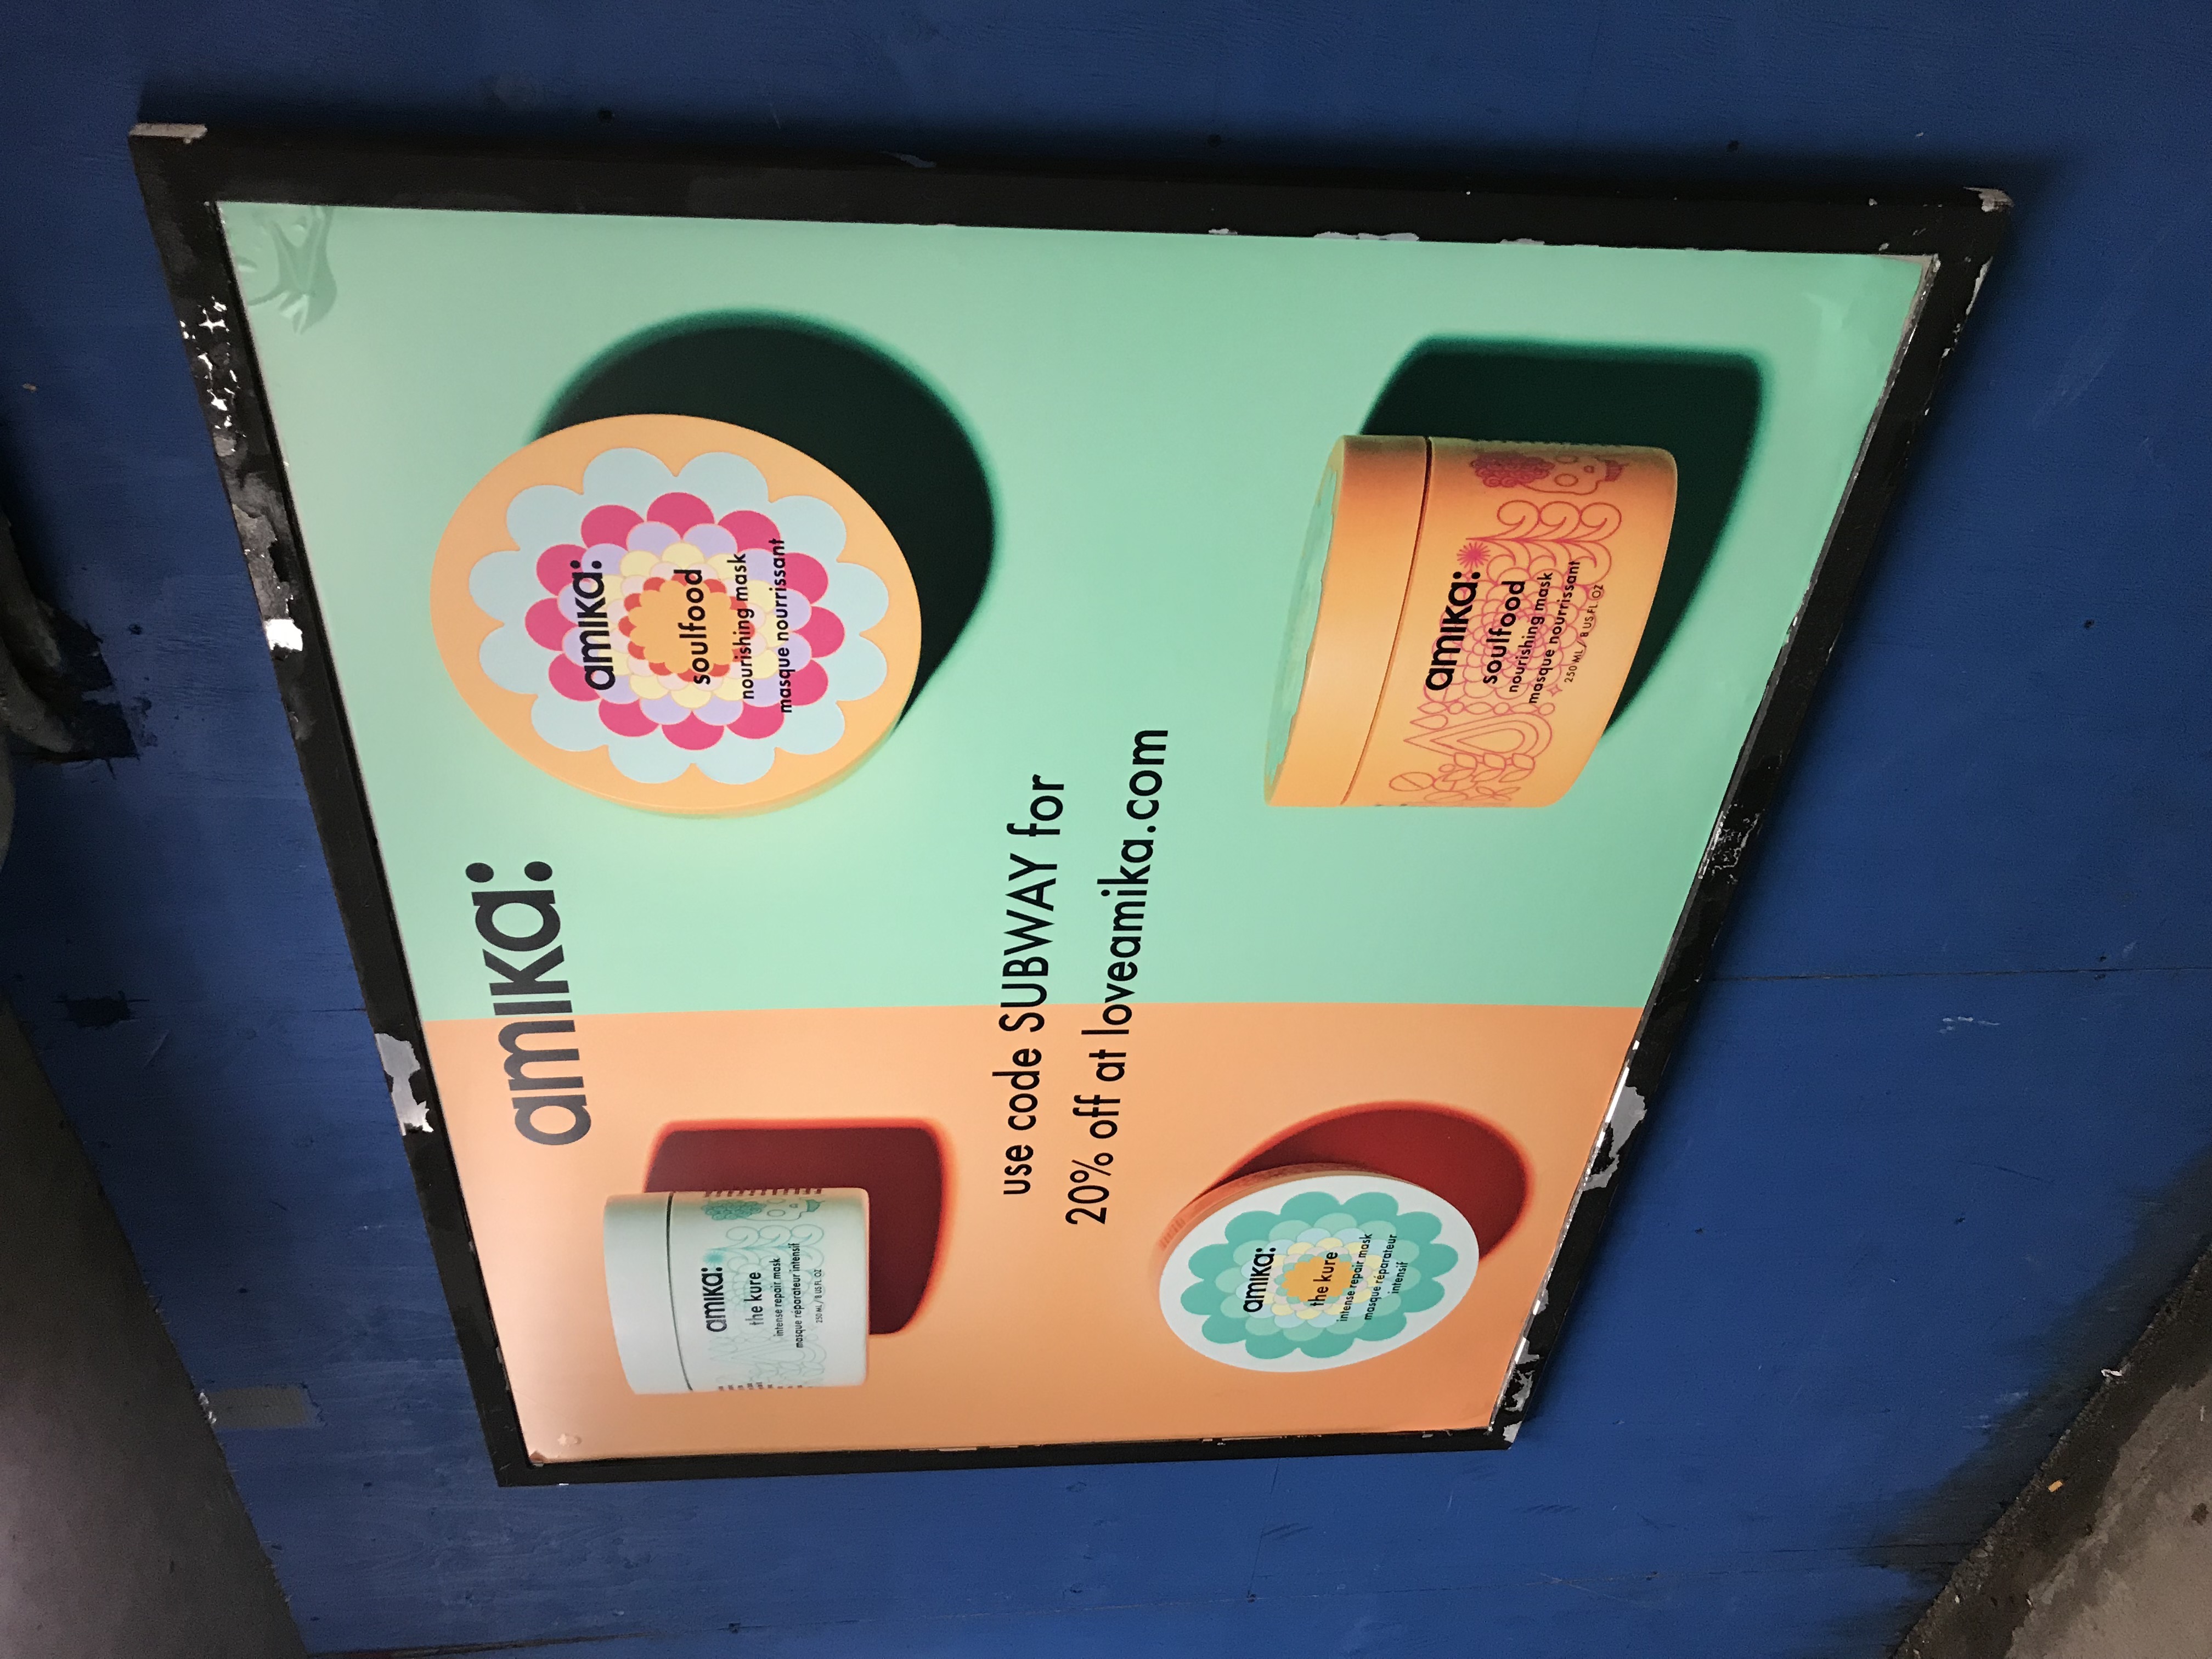 amika:
amika:
the kure
intense repair mask
masque réparateur intensif
250 ML / 8 US.FL OZ
amika:
soulfood
nourishing mask
masque nourrissant
use code SUBWAY for
20% off at loveamika.com
amika:
the kure
intense repair mask
masque réparateur
intensif
amika:
soulfood
nourishing mask
masque nourrissant
250 ML / 8 US.FL OZ